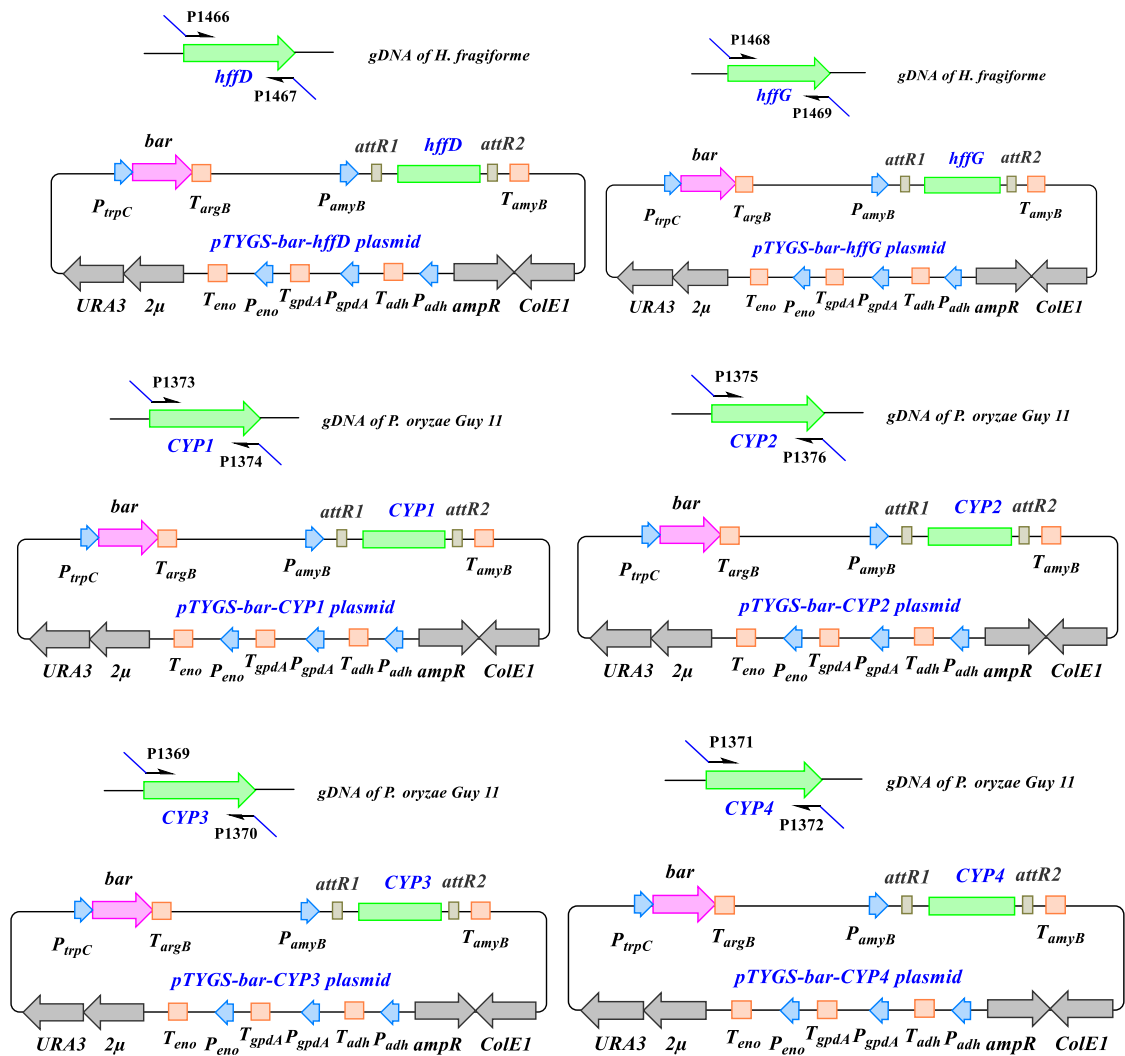 P1466
hffD
P1467
gDNA of H. fragiforme
bar
attR1
hffD
attR2
PtrpC
TargB
PamyB
TamyB
pTYGS-bar-hffD plasmid
URA3
2μ
Teno
Peno
TgpdA
PgpdA
Tadh
Padh
ampR
ColE1
P1468
hffG
P1469
gDNA of H. fragiforme
bar
attR1
hffG
attR2
PtrpC
TargB
PamyB
TamyB
pTYGS-bar-hffG plasmid
URA3
2μ
Teno
Peno
TgpdA
PgpdA
Tadh
Padh
ampR
ColE1
P1373
CYP1
P1374
gDNA of P. oryzae Guy 11
bar
attR1
CYP1
attR2
PtrpC
TargB
PamyB
TamyB
pTYGS-bar-CYP1 plasmid
URA3
2μ
Teno
Peno
TgpdA
PgpdA
Tadh
Padh
ampR
ColE1
P1375
CYP2
P1376
gDNA of P. oryzae Guy 11
bar
attR1
CYP2
attR2
PtrpC
TargB
PamyB
TamyB
pTYGS-bar-CYP2 plasmid
URA3
2μ
Teno
Peno
TgpdA
PgpdA
Tadh
Padh
ampR
ColE1
P1369
CYP3
P1370
gDNA of P. oryzae Guy 11
bar
attR1
CYP3
attR2
PtrpC
TargB
PamyB
TamyB
pTYGS-bar-CYP3 plasmid
URA3
2μ
Teno
Peno
TgpdA
PgpdA
Tadh
Padh
ampR
ColE1
P1371
CYP4
P1372
gDNA of P. oryzae Guy 11
bar
attR1
CYP4
attR2
PtrpC
TargB
PamyB
TamyB
pTYGS-bar-CYP4 plasmid
URA3
2μ
Teno
Peno
TgpdA
PgpdA
Tadh
Padh
ampR
ColE1